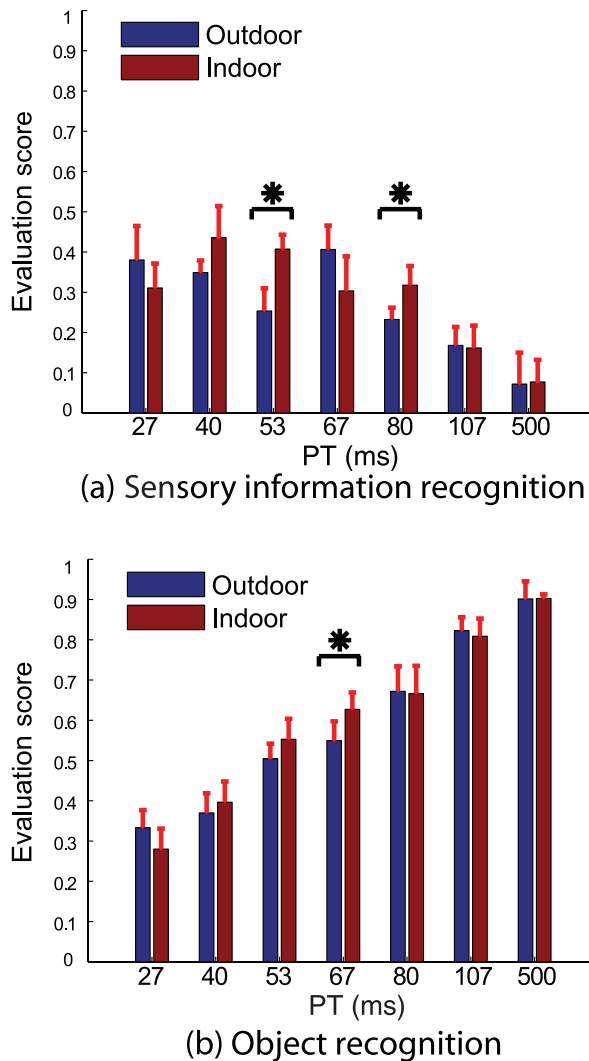 1
0.9
0.8
0.7
0.6
0.5
0.4
0.3
0.2
0.1
0
Evaluation score
Outdoor
Indoor
27 40 53 67 80 107 500
PT (ms)
(a) Sensory information recognition
1
0.9
0.8
0.7
0.6
0.5
0.4
0.3
0.2
0.1
0
Evaluation score
Outdoor
Indoor
27 40 53 67 80 107 500
PT (ms)
(b) Object recognition